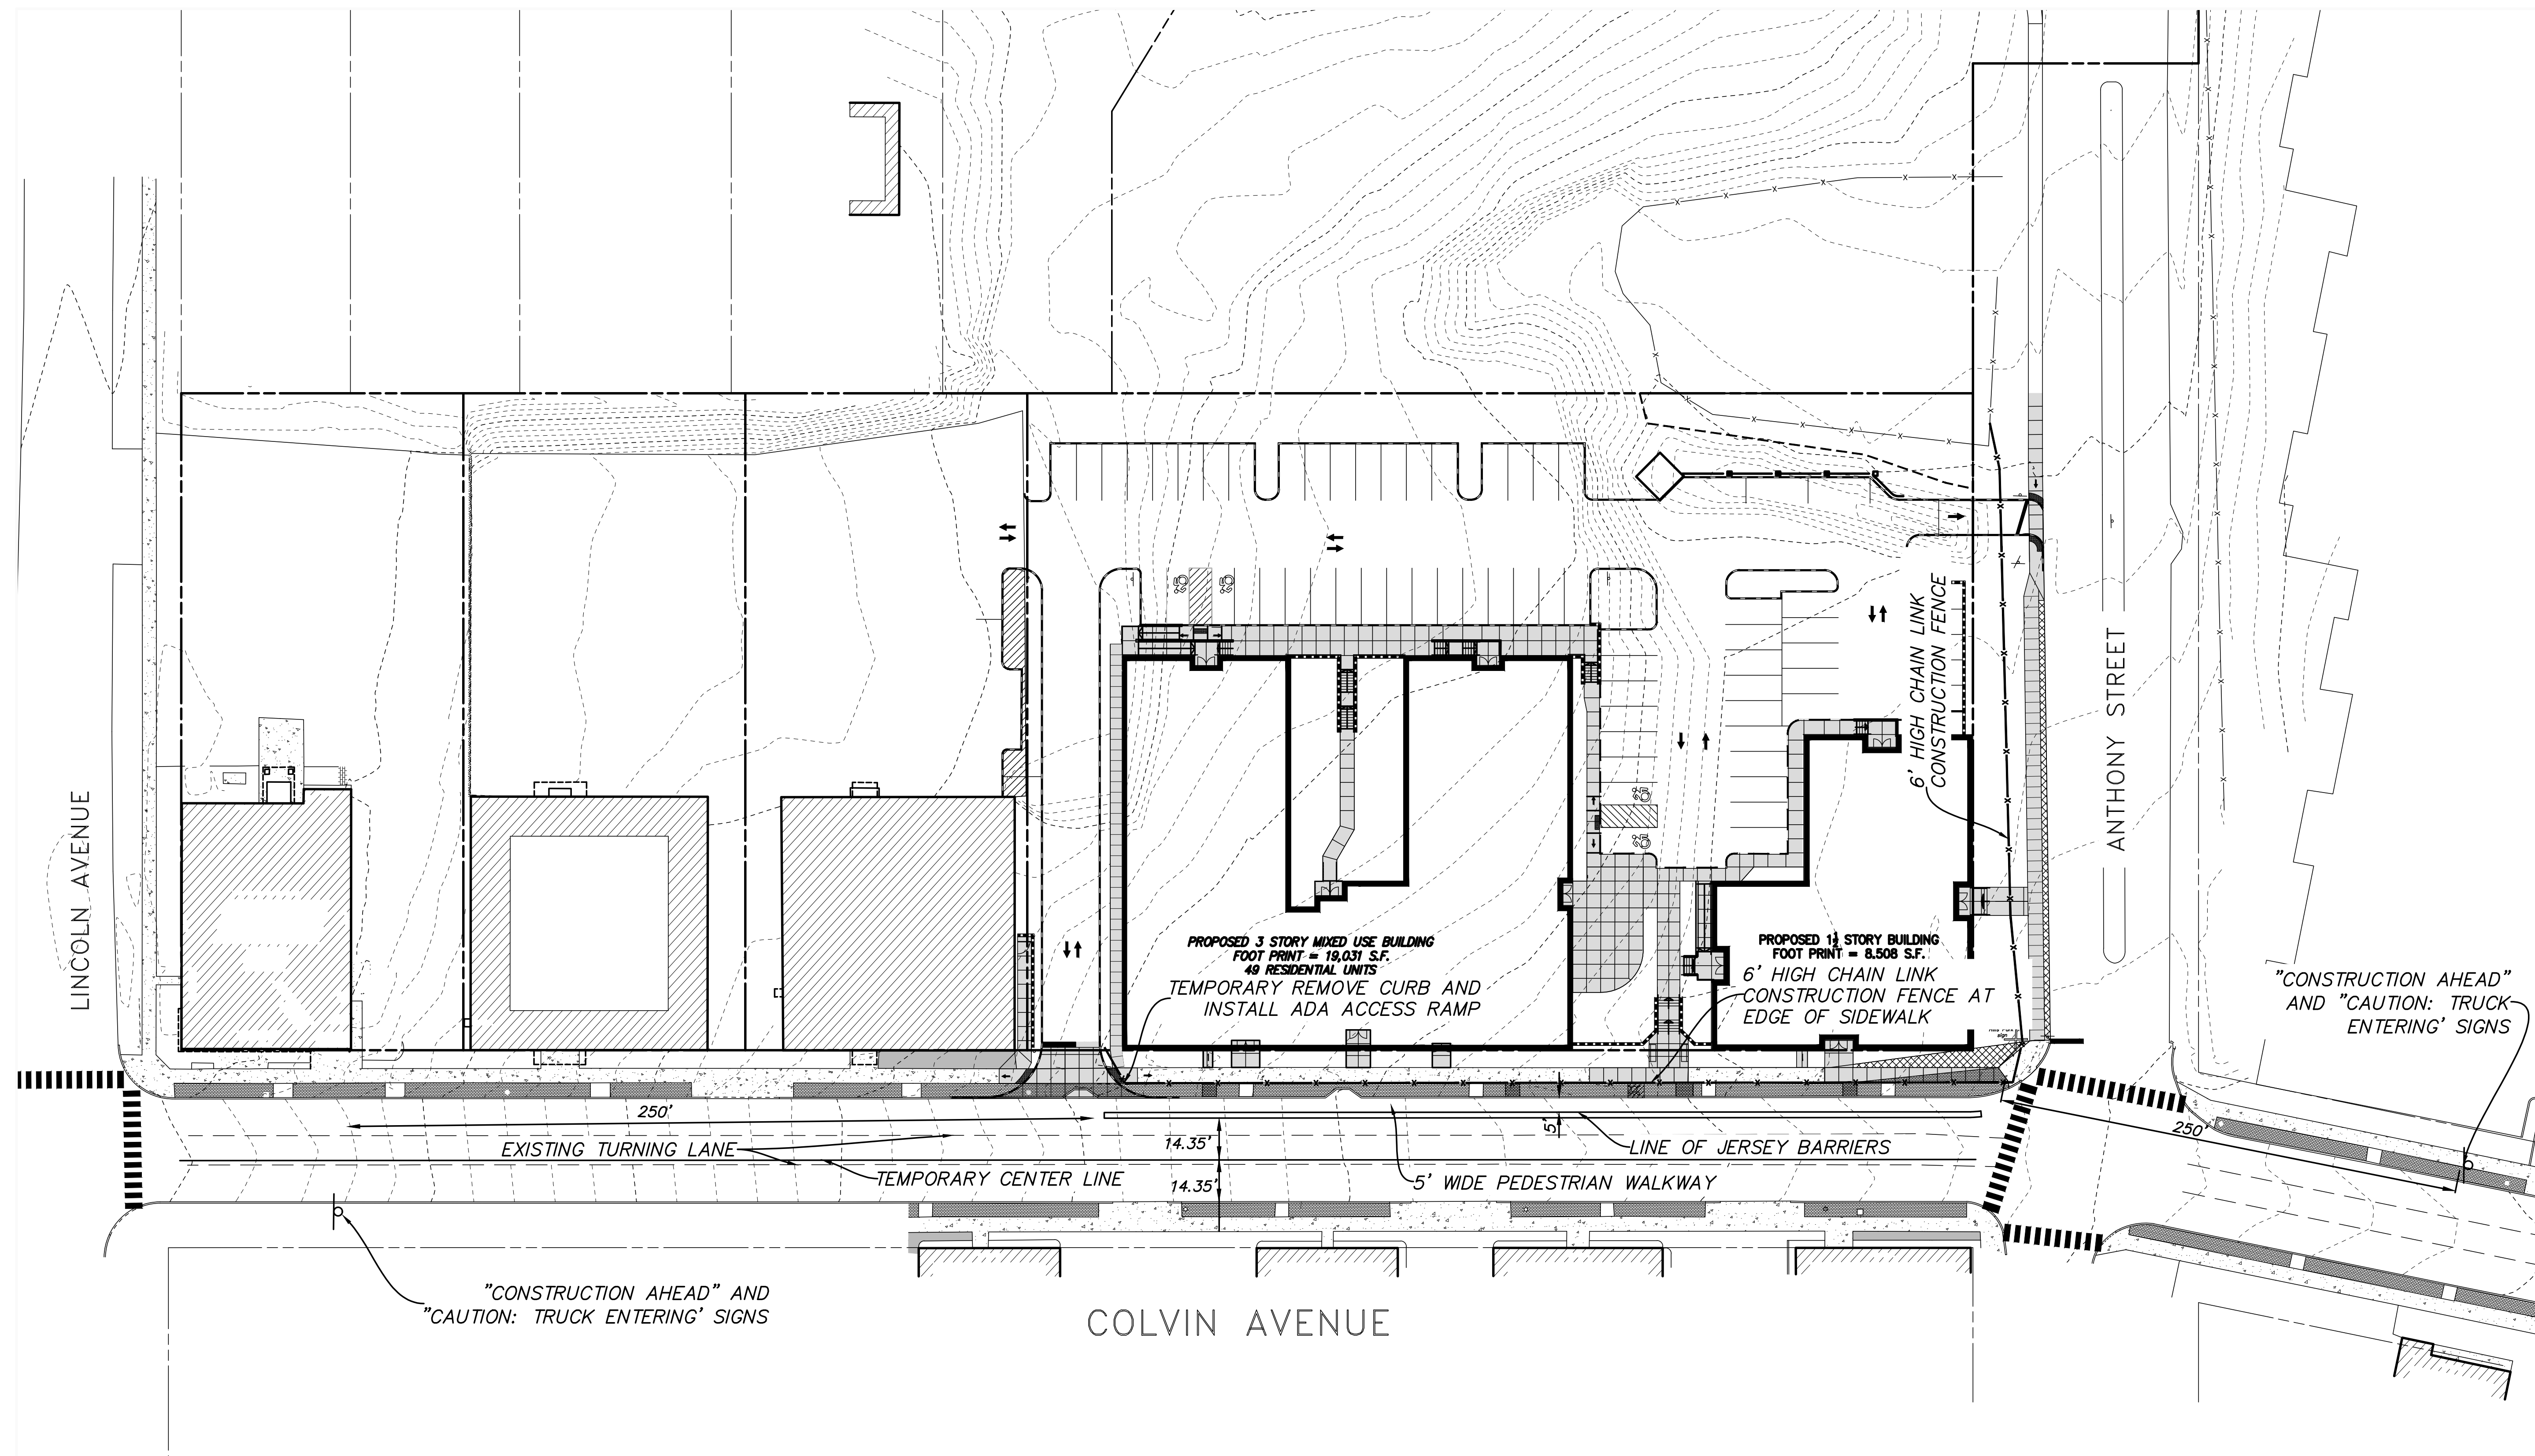 6' HIGH CHAIN LINK
CONSTRUCTION FENCE
ANTHONY STREET
LINCOLN AVENUE
PROPOSED 3 STORY MIXED USE BUILDING
FOOT PRINT = 19,031 S.F.
49 RESIDENTIAL UNITS
TEMPORARY REMOVE CURB AND
INSTALL ADA ACCESS RAMP
PROPOSED 1½ STORY BUILDING
FOOT PRINT = 8.508 S.F.
6' HIGH CHAIN LINK
CONSTRUCTION FENCE AT
EDGE OF SIDEWALK
"CONSTRUCTION AHEAD"
AND "CAUTION: TRUCK
ENTERING' SIGNS
250'
EXISTING TURNING LANE
TEMPORARY CENTER LINE
14.35'
14.35'
5'
LINE OF JERSEY BARRIERS
5' WIDE PEDESTRIAN WALKWAY
250'
"CONSTRUCTION AHEAD" AND
"CAUTION: TRUCK ENTERING' SIGNS
COLVIN AVENUE